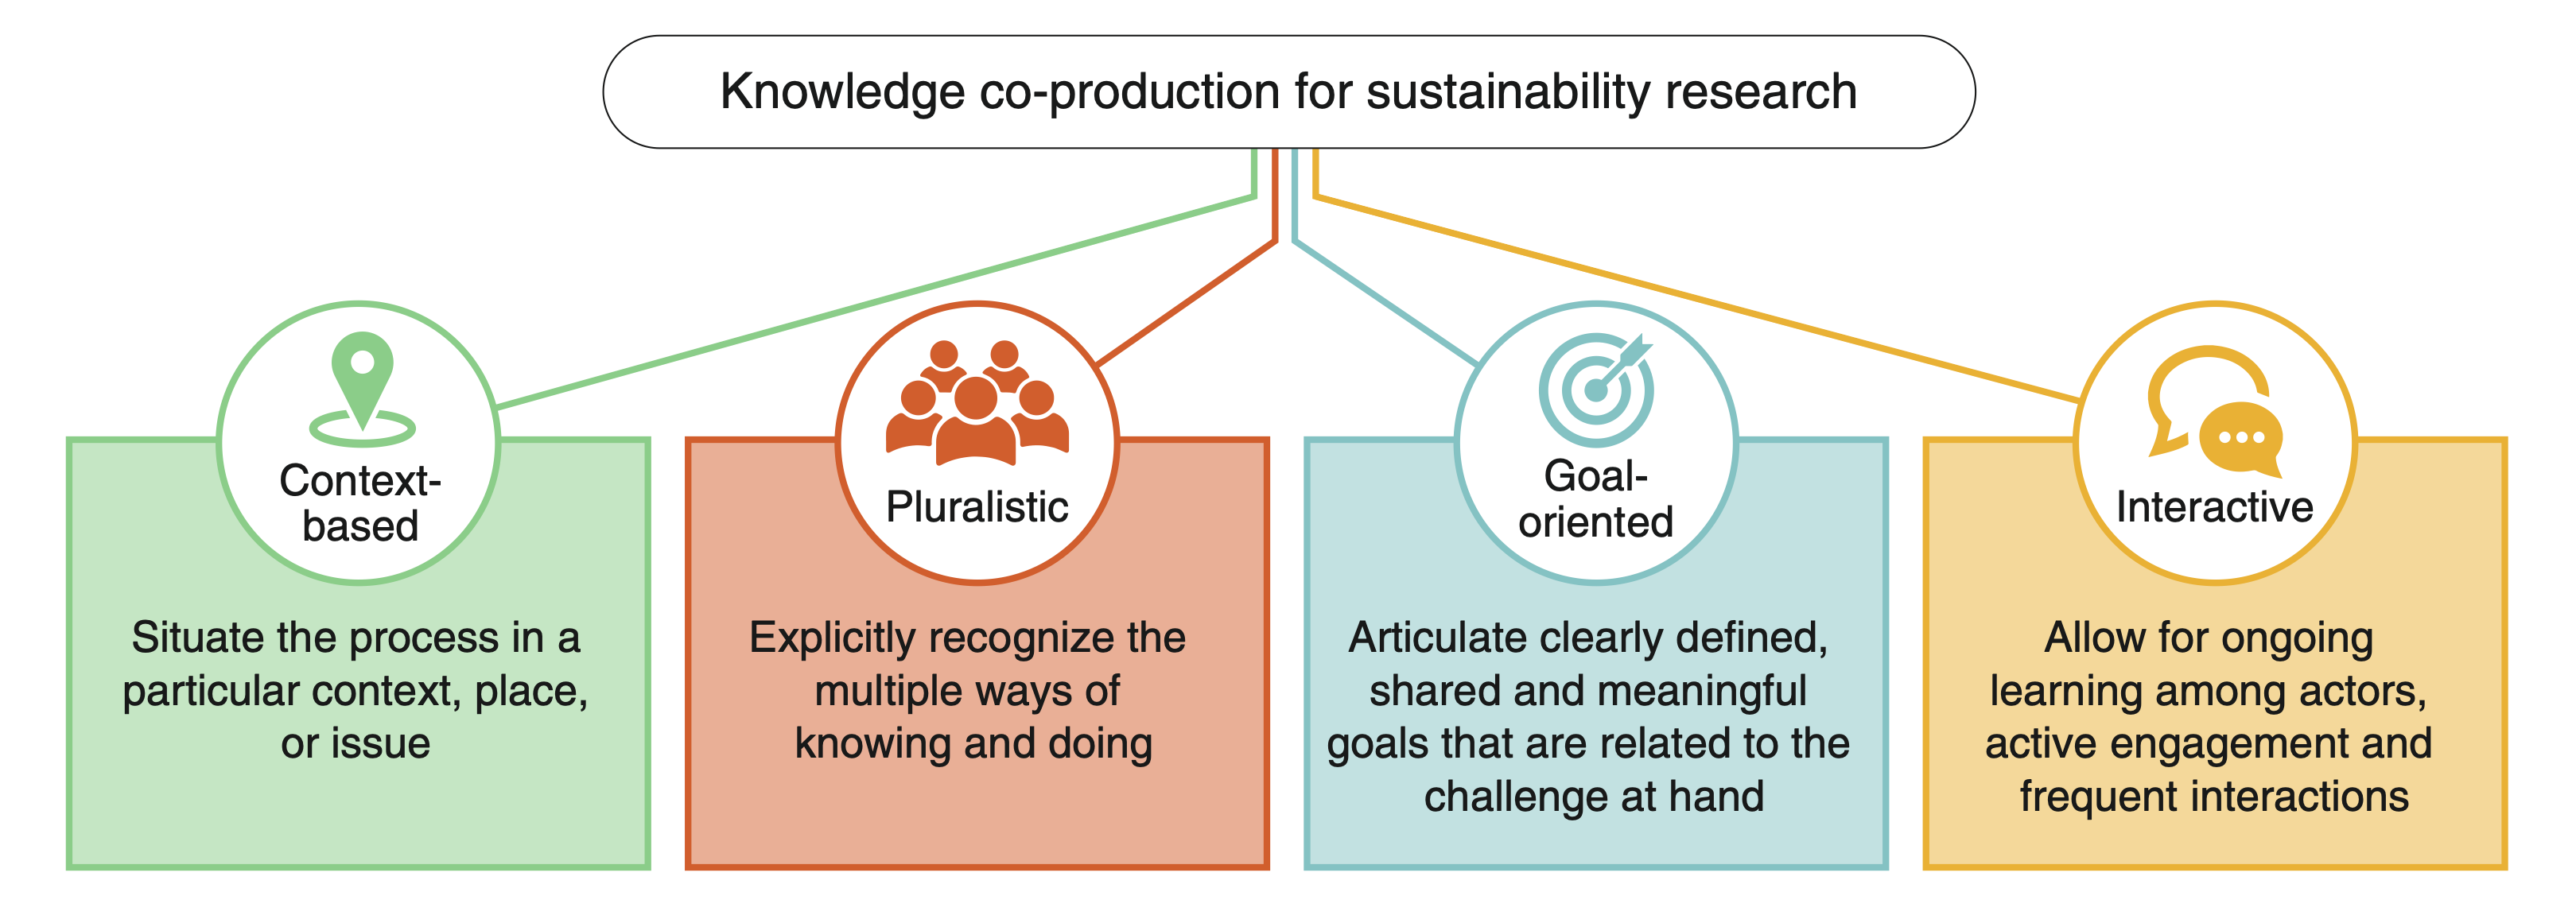 Knowledge co-production for sustainability research
Context-
based
Situate the process in a
particular context, place,
or issue
Pluralistic
Explicitly recognize the
multiple ways of
knowing and doing
Goal-
oriented
Articulate clearly defined,
shared and meaningful
goals that are related to the
challenge at hand
Interactive
Allow for ongoing
learning among actors,
active engagement and
frequent interactions